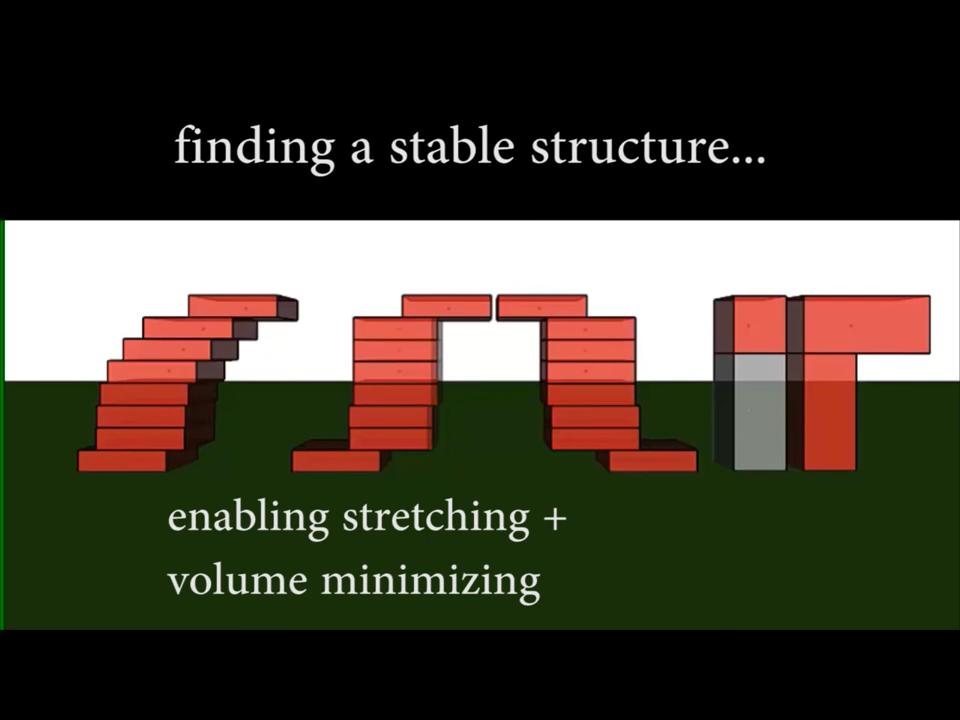 finding a stable structure...
enabling stretching +
volume minimizing